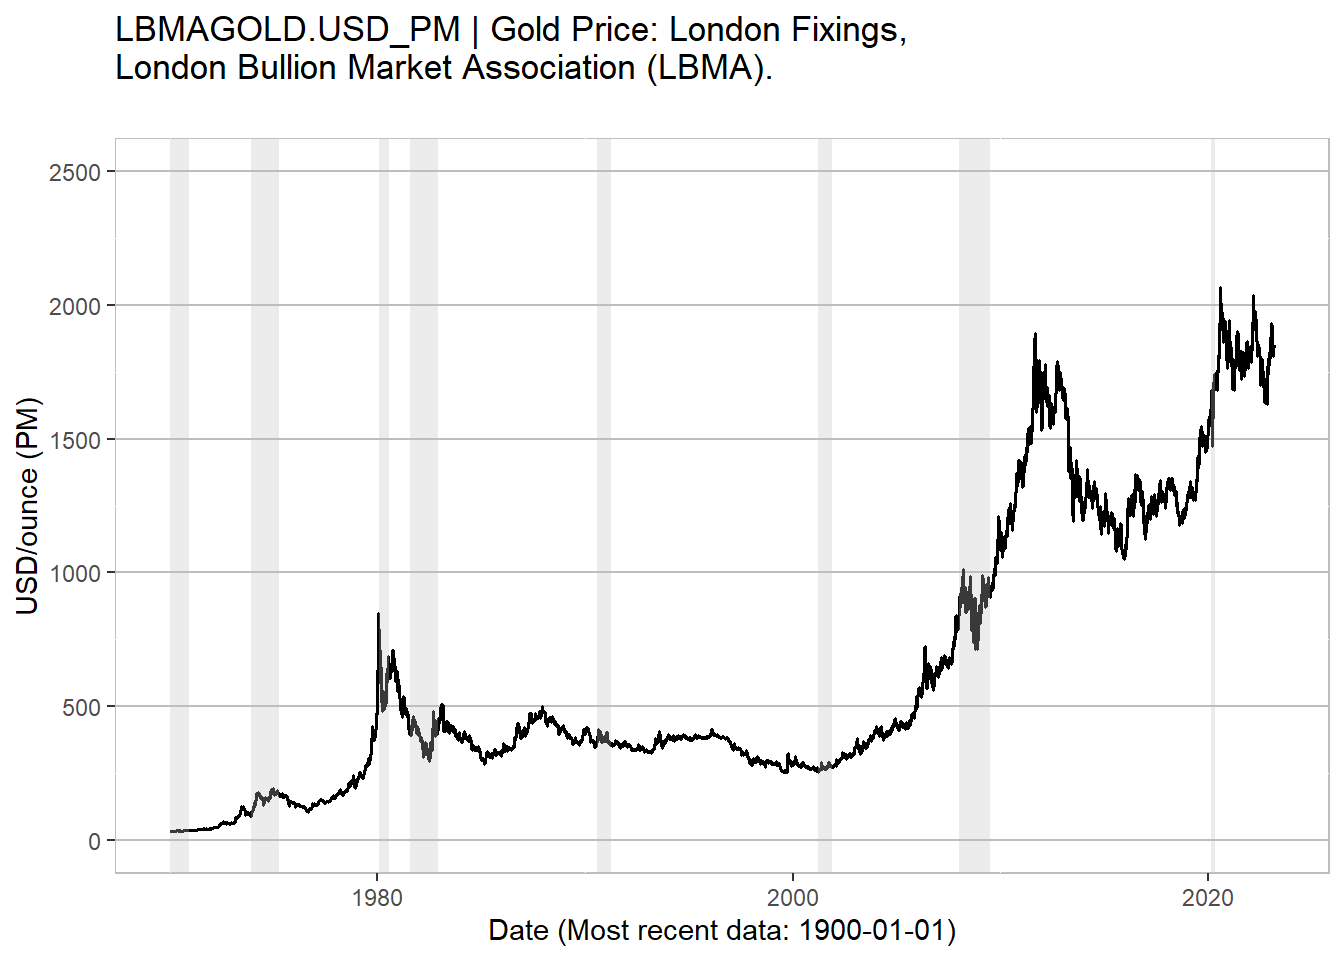 LBMAGOLD.USD_PM | Gold Price: London Fixings,
London Bullion Market Association (LBMA).
2500
2000
1500
1000
500
0
USD/ounce (PM)
1980
2000
2020
Date (Most recent data: 1900-01-01)